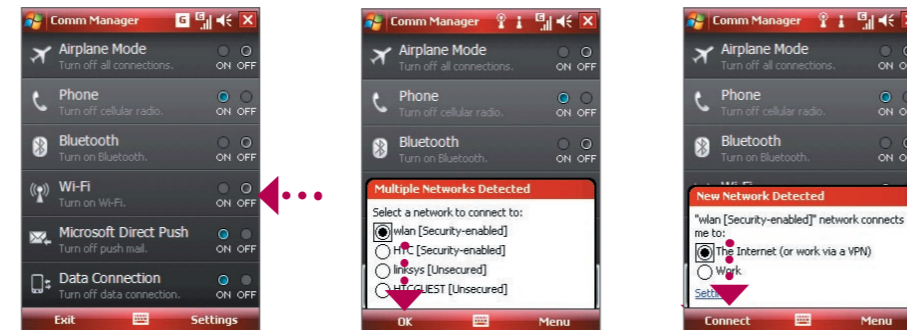 Comm Manager
Airplane Mode
Turn off all connections.
ON OFF
Phone
Turn off cellular radio.
ON OFF
Bluetooth
Turn on Bluetooth.
ON OFF
Wi-Fi
Turn on Wi-Fi.
ON OFF
Microsoft Direct Push
Turn off push mail.
ON OFF
Data Connection
Turn off data connection.
ON OFF
Exit Settings
Comm Manager
Airplane Mode
Turn off all connections.
ON OFF
Phone
Turn off cellular radio.
ON OFF
Bluetooth
Turn on Bluetooth.
ON OFF
Multiple Networks Detected
Select a network to connect to:
wlan [Security-enabled]
HTC [Security-enabled]
linksys [Unsecured]
HTCGUEST [Unsecured]
OK Menu
Comm Manager
Airplane Mode
Turn off all connections.
ON
Phone
Turn off cellular radio.
ON
Bluetooth
Turn on Bluetooth.
ON
New Network Detected
"wlan [Security-enabled]" network connects
me to:
The Internet (or work via a VPN)
Work
Connect Menu